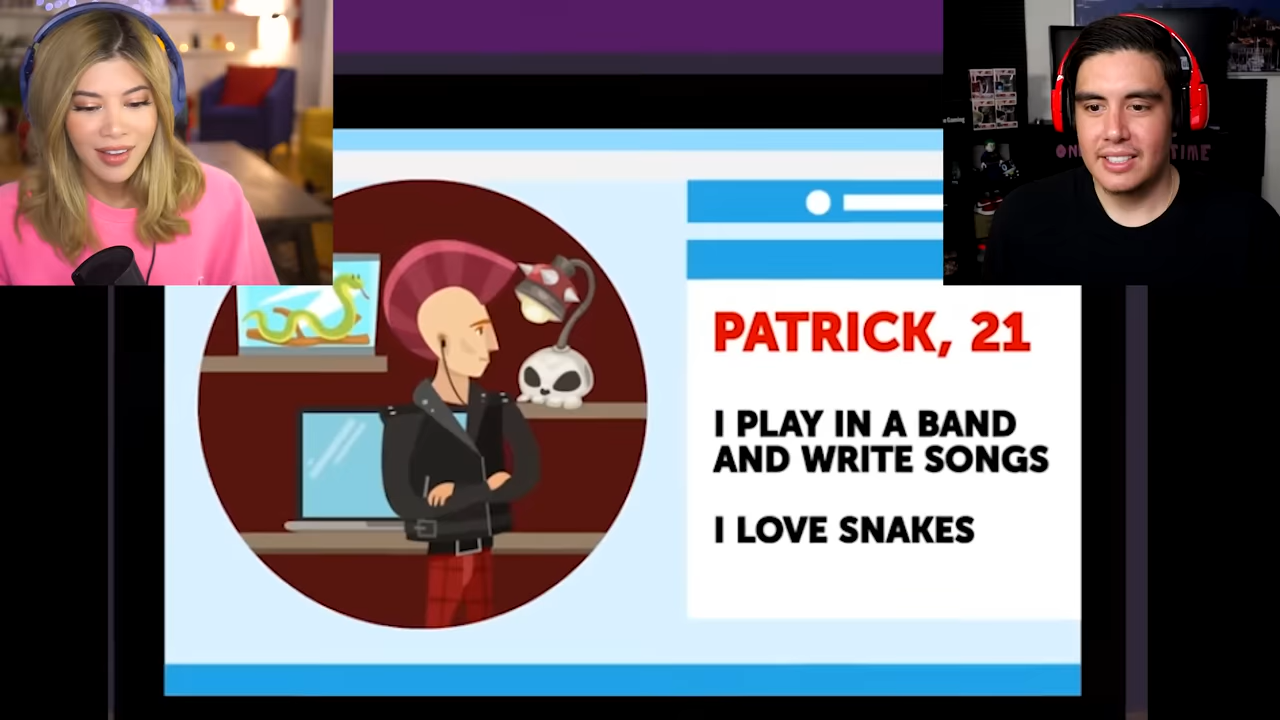 PATRICK, 21
I PLAY IN A BAND
AND WRITE SONGS
I LOVE SNAKES